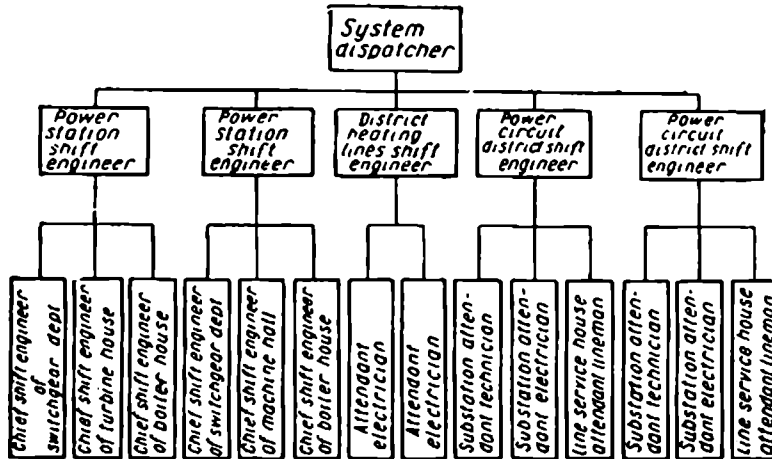 System
dispatcher
Power
station
shift
engineer
Power
station
shift
engineer
District
heating
lines shift
engineer
Power
circuit
district shift
engineer
Power
circuit
district shift
engineer
Chief shift engineer
of
switchgear dept
Chief shift engineer
of turbine house
Chief shift engineer
of boiler house
Chief shift engineer
of switchgear dept
Chief shift engineer
of machine hall
Chief shift engineer
of boiler house
Attendant
electrician
Attendant
electrician
Substation atten-
dant technician
Substation atten-
dant electrician
line service house
attendant lineman
Substation atten-
dant technician
Substation atten-
dant electrician
line service house
attendant lineman